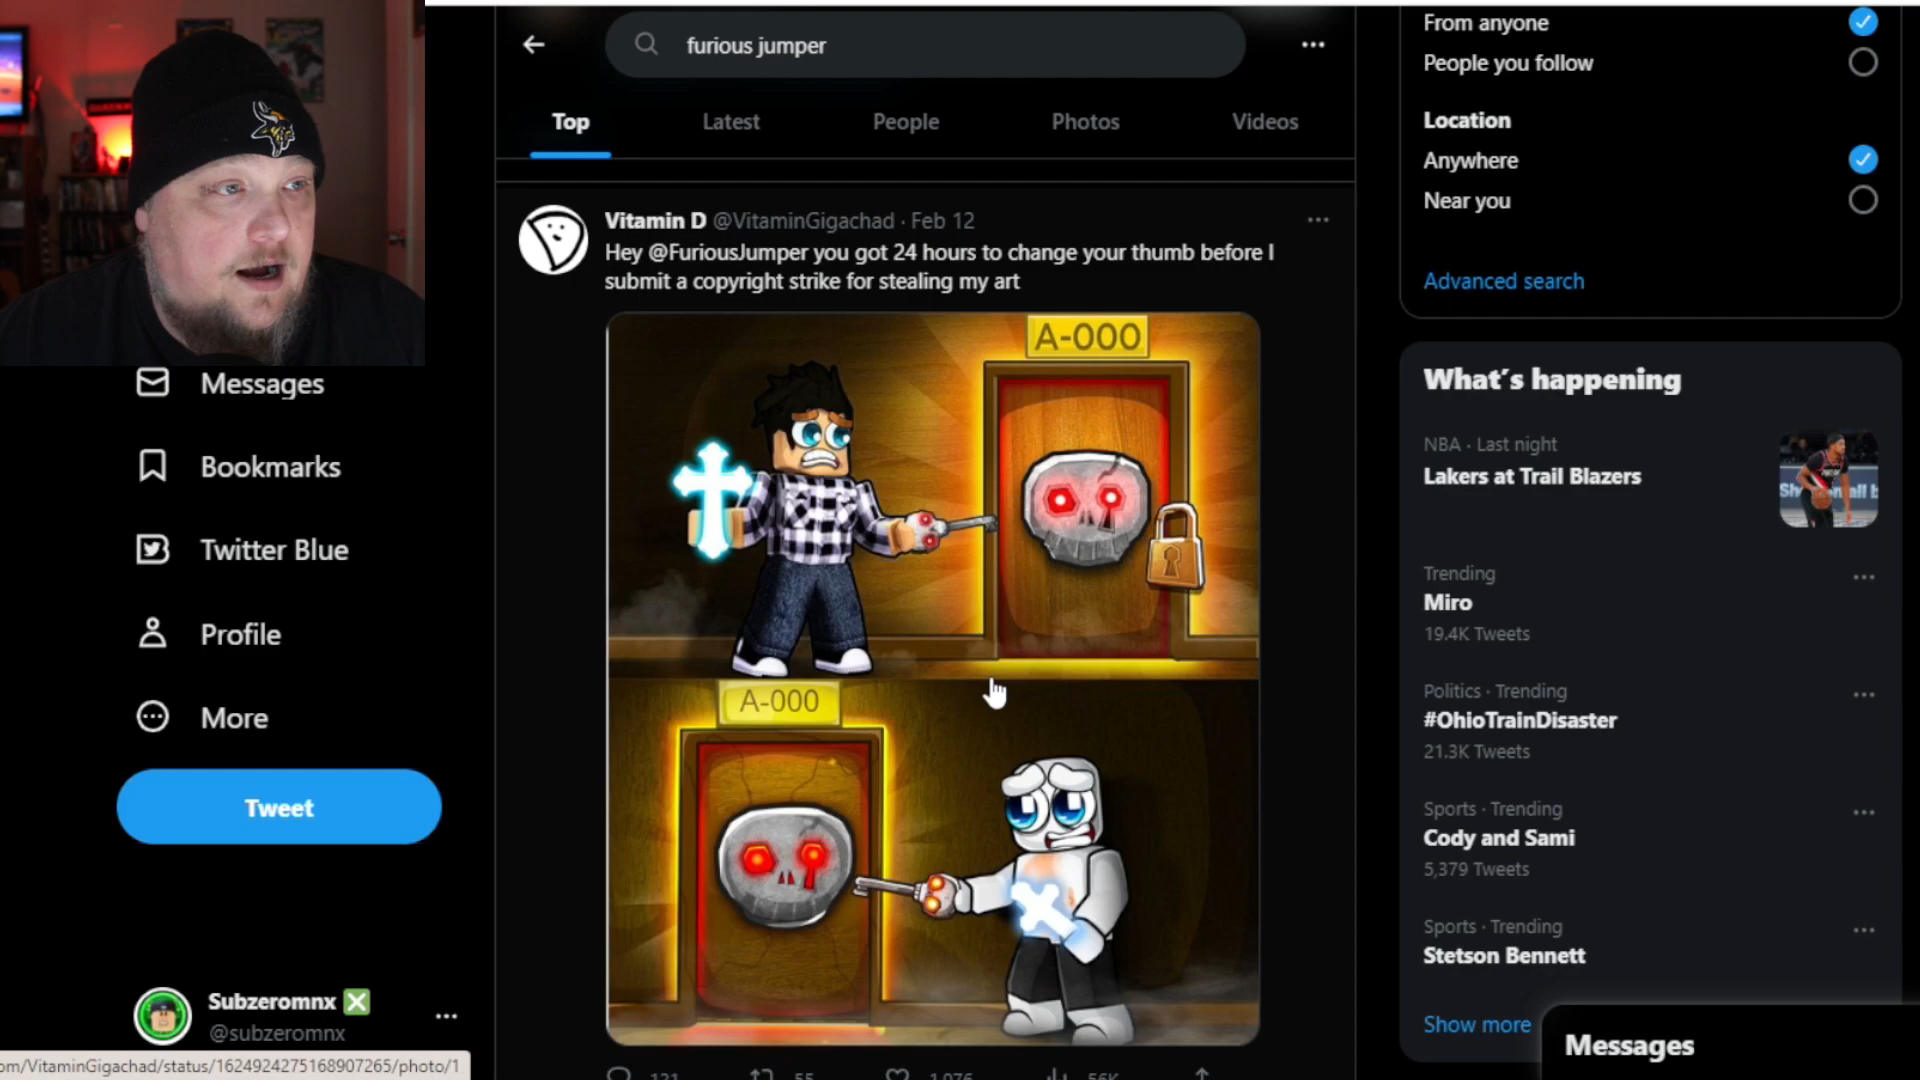 furious jumper
Top
Latest
People
Photos
Videos
Vitamin D @VitaminGigachad · Feb 12
Hey @FuriousJumper you got 24 hours to change your thumb before I
submit a copyright strike for stealing my art
A-000
A-000
121
55
1,076
56K
Messages
Bookmarks
Twitter Blue
Profile
More
Tweet
Subzeromnx
@subzeromnx
om/VitaminGigachad/status/1624924275168907265/photo/1
From anyone
People you follow
Location
Anywhere
Near you
Advanced search
What's happening
NBA · Last night
Lakers at Trail Blazers
Trending
Miro
19.4K Tweets
Politics · Trending
#OhioTrainDisaster
21.3K Tweets
Sports · Trending
Cody and Sami
5,379 Tweets
Sports · Trending
Stetson Bennett
Show more
Messages